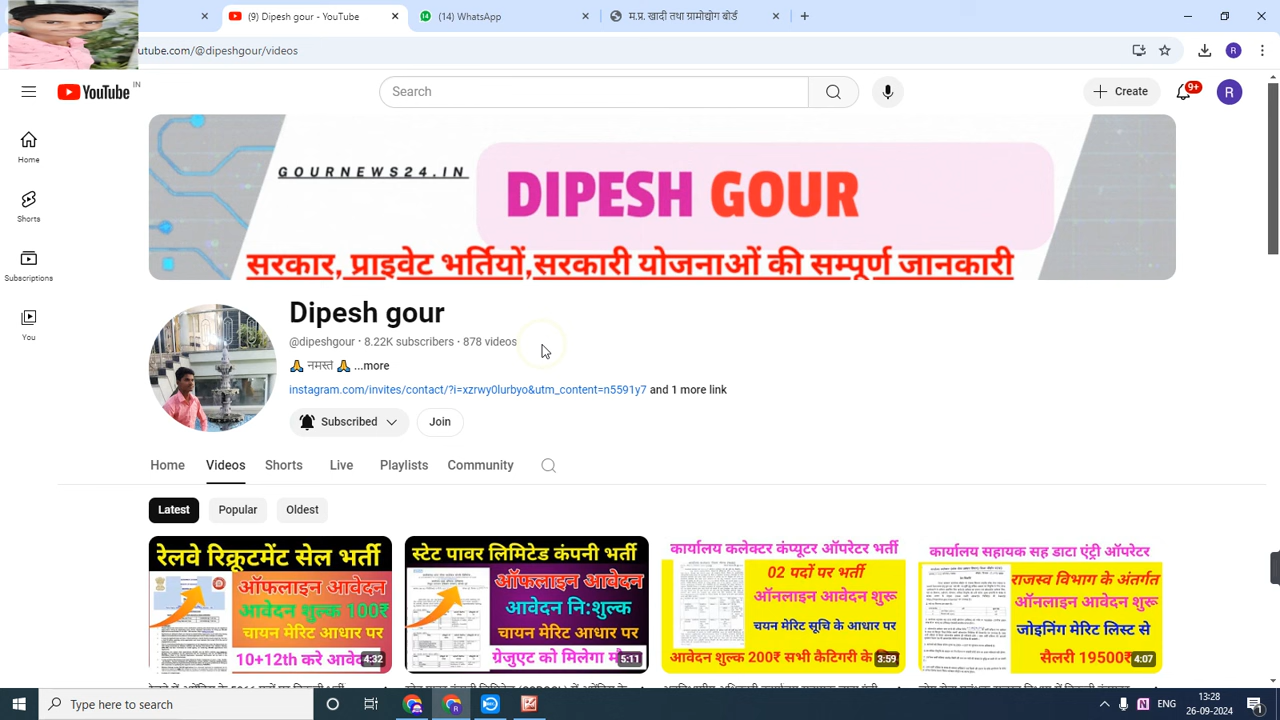 (9) Dipesh gour - YouTube
WhatsApp
म.प्र. खादी तथा ग्रामोद्योग बोर्ड
utube.com/@dipeshgour/videos
R
YouTube
IN
Search
Create
9+
R
Home
Shorts
Subscriptions
You
GOURNEWS24.IN
DIPESH GOUR
सरकार, प्राइवेट भर्तियों,सरकारी योजनाओं की सम्पूर्ण जानकारी
Dipesh gour
@dipeshgour · 8.22K subscribers · 878 videos
🙏 नमस्ते 🙏 ...more
instagram.com/invites/contact/?i=xzrwy0lurbyo&utm_content=n5591y7 and 1 more link
Subscribed
Join
Home
Videos
Shorts
Live
Playlists
Community
Latest
Popular
Oldest
रेलवे रिक्रूटमेंट सेल भर्ती
ऑफलाइन आवेदन
आवेदन शुल्क 100₹
चयन मेरिट आधार पर
10+12th करे आवेदन
4:32
स्टेट पावर लिमिटेड कंपनी भर्ती
ऑफलाइन आवेदन
आवेदन नि:शुल्क
चयन मेरिट आधार पर
कार्यालय कलेक्टर कंप्यूटर ऑपरेटर भर्ती
02 पदों पर भर्ती
ऑनलाइन आवेदन शुरू
चयन मेरिट सूचि के आधार पर
आवेदन शुल्क 200₹ सभी केटिगरी के
कार्यालय सहायक सह डाटा एंट्री ऑपरेटर
राजस्व विभाग के अंतर्गत
ऑनलाइन आवेदन शुरू
जोइनिंग मेरिट लिस्ट से
सैलरी 19500₹
4:07
Type here to search
13:28
26-09-2024